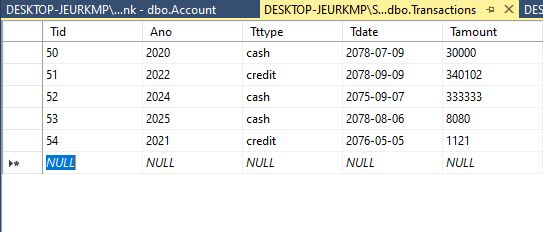 DESKTOP-JEURKMP\...nk - dbo.Account DESKTOP-JEURKMP\S...dbo.Transactions DES
Tid Ano Tttype Tdate Tamount
50 2020 cash 2078-07-09 30000
51 2022 credit 2078-09-09 340102
52 2024 cash 2075-09-07 333333
53 2025 cash 2078-08-06 8080
54 2021 credit 2076-05-05 1121
NULL NULL NULL NULL NULL